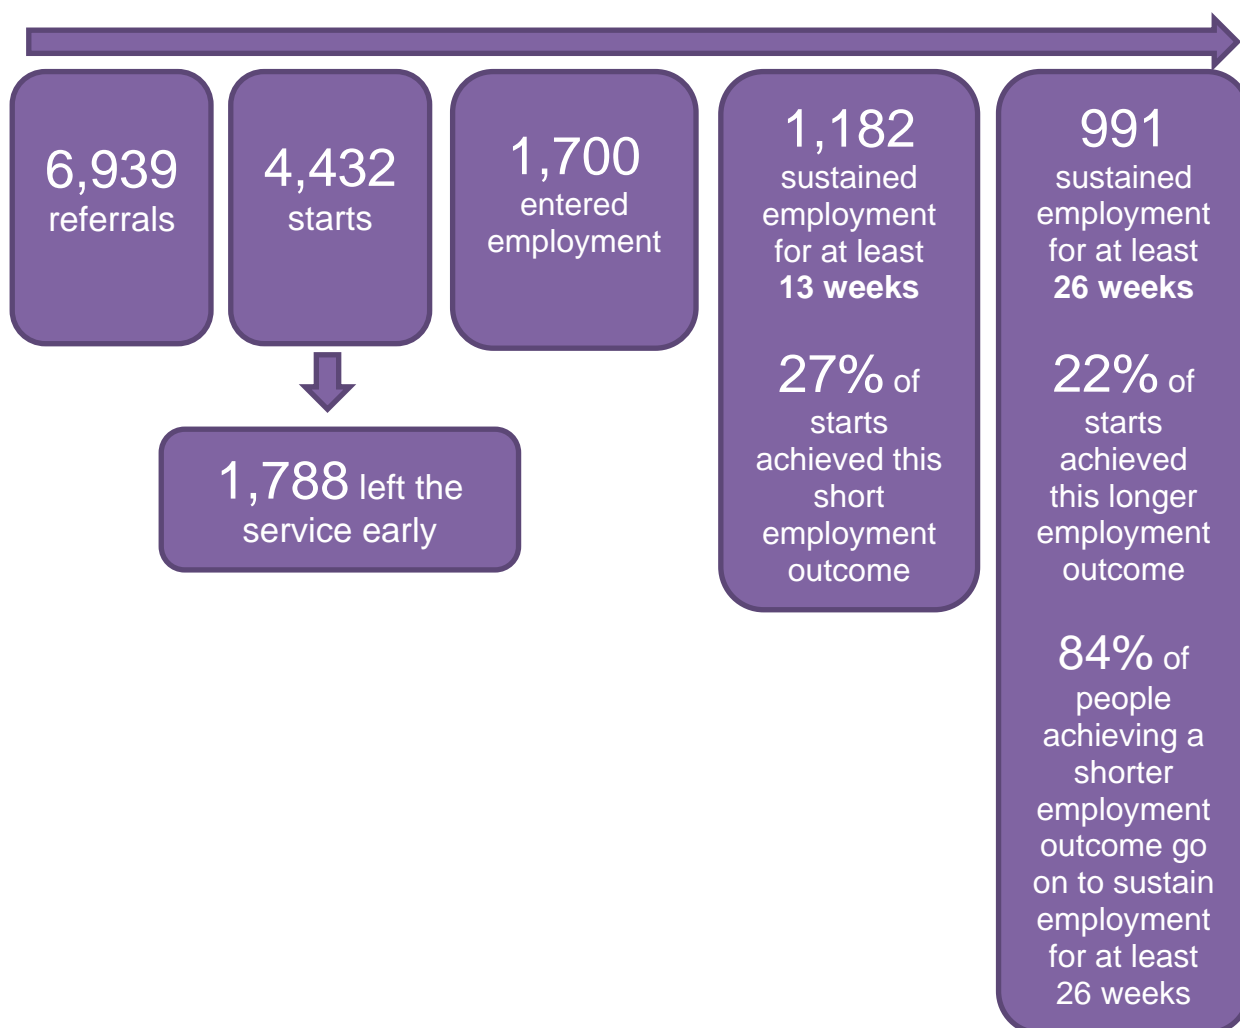 6,939
referrals
4,432
starts
1,700
entered
employment
1,182
sustained
employment
for at least
13 weeks
27% of
starts
achieved this
short
employment
outcome
991
sustained
employment
for at least
26 weeks
22% of
starts
achieved
this longer
employment
outcome
84% of
people
achieving a
shorter
employment
outcome go
on to sustain
employment
for at least
26 weeks
1,788 left the
service early